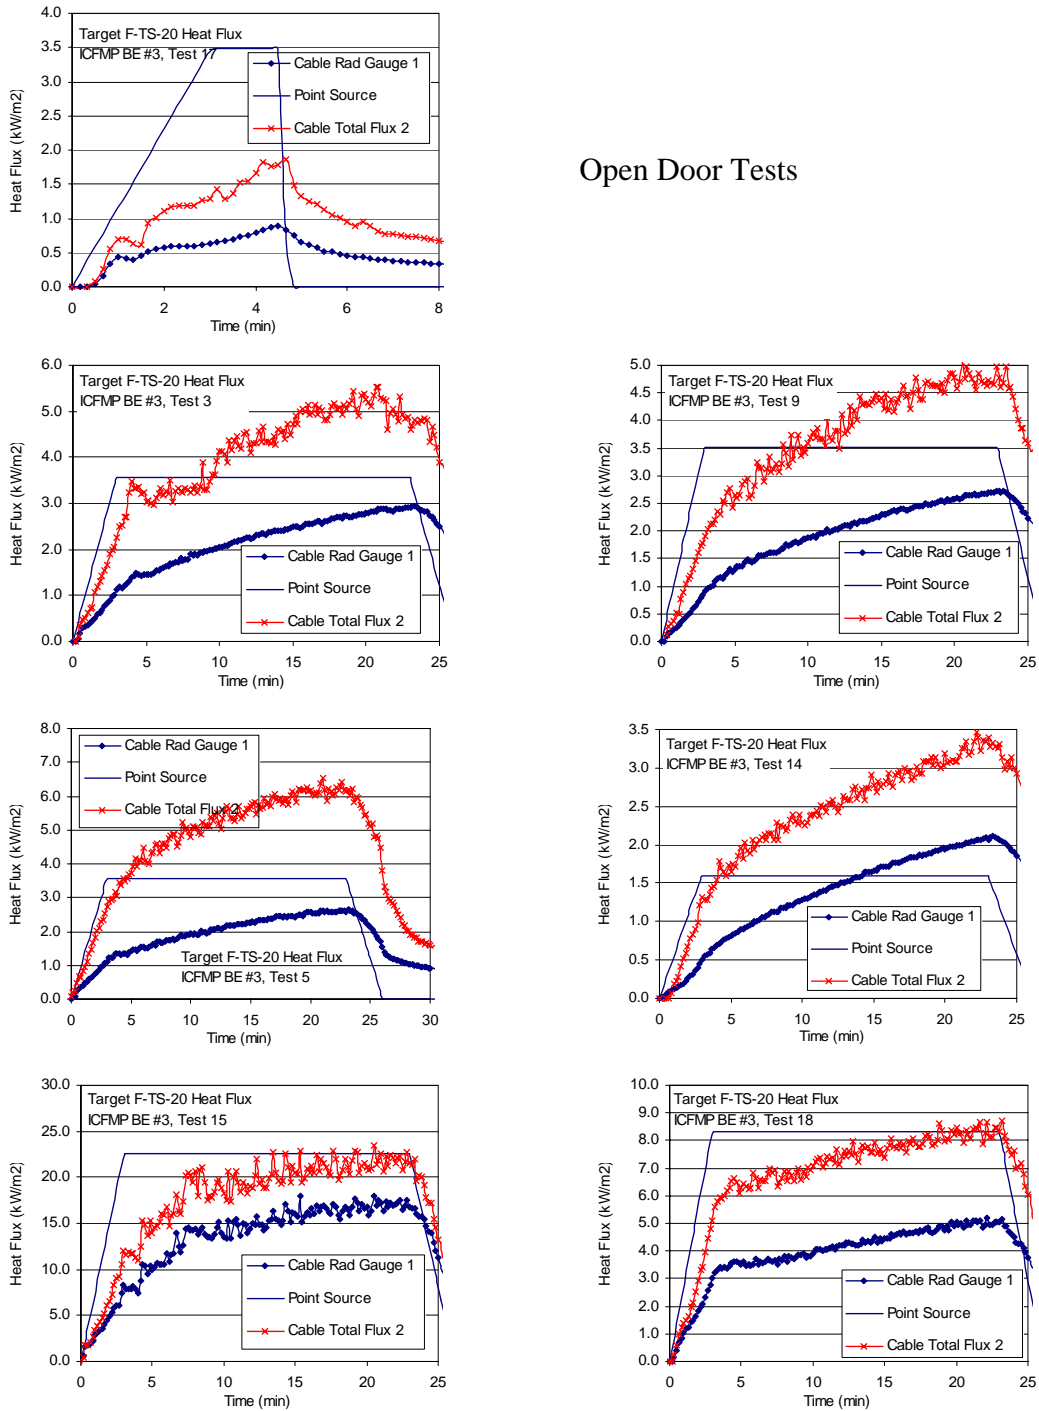 Target F-TS-20 Heat Flux
ICFMP BE #3, Test 17
Cable Rad Gauge 1
Point Source
Cable Total Flux 2
Heat Flux (kW/m2)
4.0
3.5
3.0
2.5
2.0
1.5
1.0
0.5
0.0
0 2 4 6 8
Time (min)
Open Door Tests
Target F-TS-20 Heat Flux
ICFMP BE #3, Test 3
Cable Rad Gauge 1
Point Source
Cable Total Flux 2
Heat Flux (kW/m2)
6.0
5.0
4.0
3.0
2.0
1.0
0.0
0 5 10 15 20 25
Time (min)
Target F-TS-20 Heat Flux
ICFMP BE #3, Test 9
Cable Rad Gauge 1
Point Source
Cable Total Flux 2
Heat Flux (kW/m2)
5.0
4.5
4.0
3.5
3.0
2.5
2.0
1.5
1.0
0.5
0.0
0 5 10 15 20 25
Time (min)
Cable Rad Gauge 1
Point Source
Cable Total Flux 2
Target F-TS-20 Heat Flux
ICFMP BE #3, Test 5
Heat Flux (kW/m2)
8.0
7.0
6.0
5.0
4.0
3.0
2.0
1.0
0.0
0 5 10 15 20 25 30
Time (min)
Target F-TS-20 Heat Flux
ICFMP BE #3, Test 14
Cable Rad Gauge 1
Point Source
Cable Total Flux 2
Heat Flux (kW/m2)
3.5
3.0
2.5
2.0
1.5
1.0
0.5
0.0
0 5 10 15 20 25
Time (min)
Target F-TS-20 Heat Flux
ICFMP BE #3, Test 15
Cable Rad Gauge 1
Point Source
Cable Total Flux 2
Heat Flux (kW/m2)
30.0
25.0
20.0
15.0
10.0
5.0
0.0
0 5 10 15 20 25
Time (min)
Target F-TS-20 Heat Flux
ICFMP BE #3, Test 18
Cable Rad Gauge 1
Point Source
Cable Total Flux 2
Heat Flux (kW/m2)
10.0
9.0
8.0
7.0
6.0
5.0
4.0
3.0
2.0
1.0
0.0
0 5 10 15 20 25
Time (min)